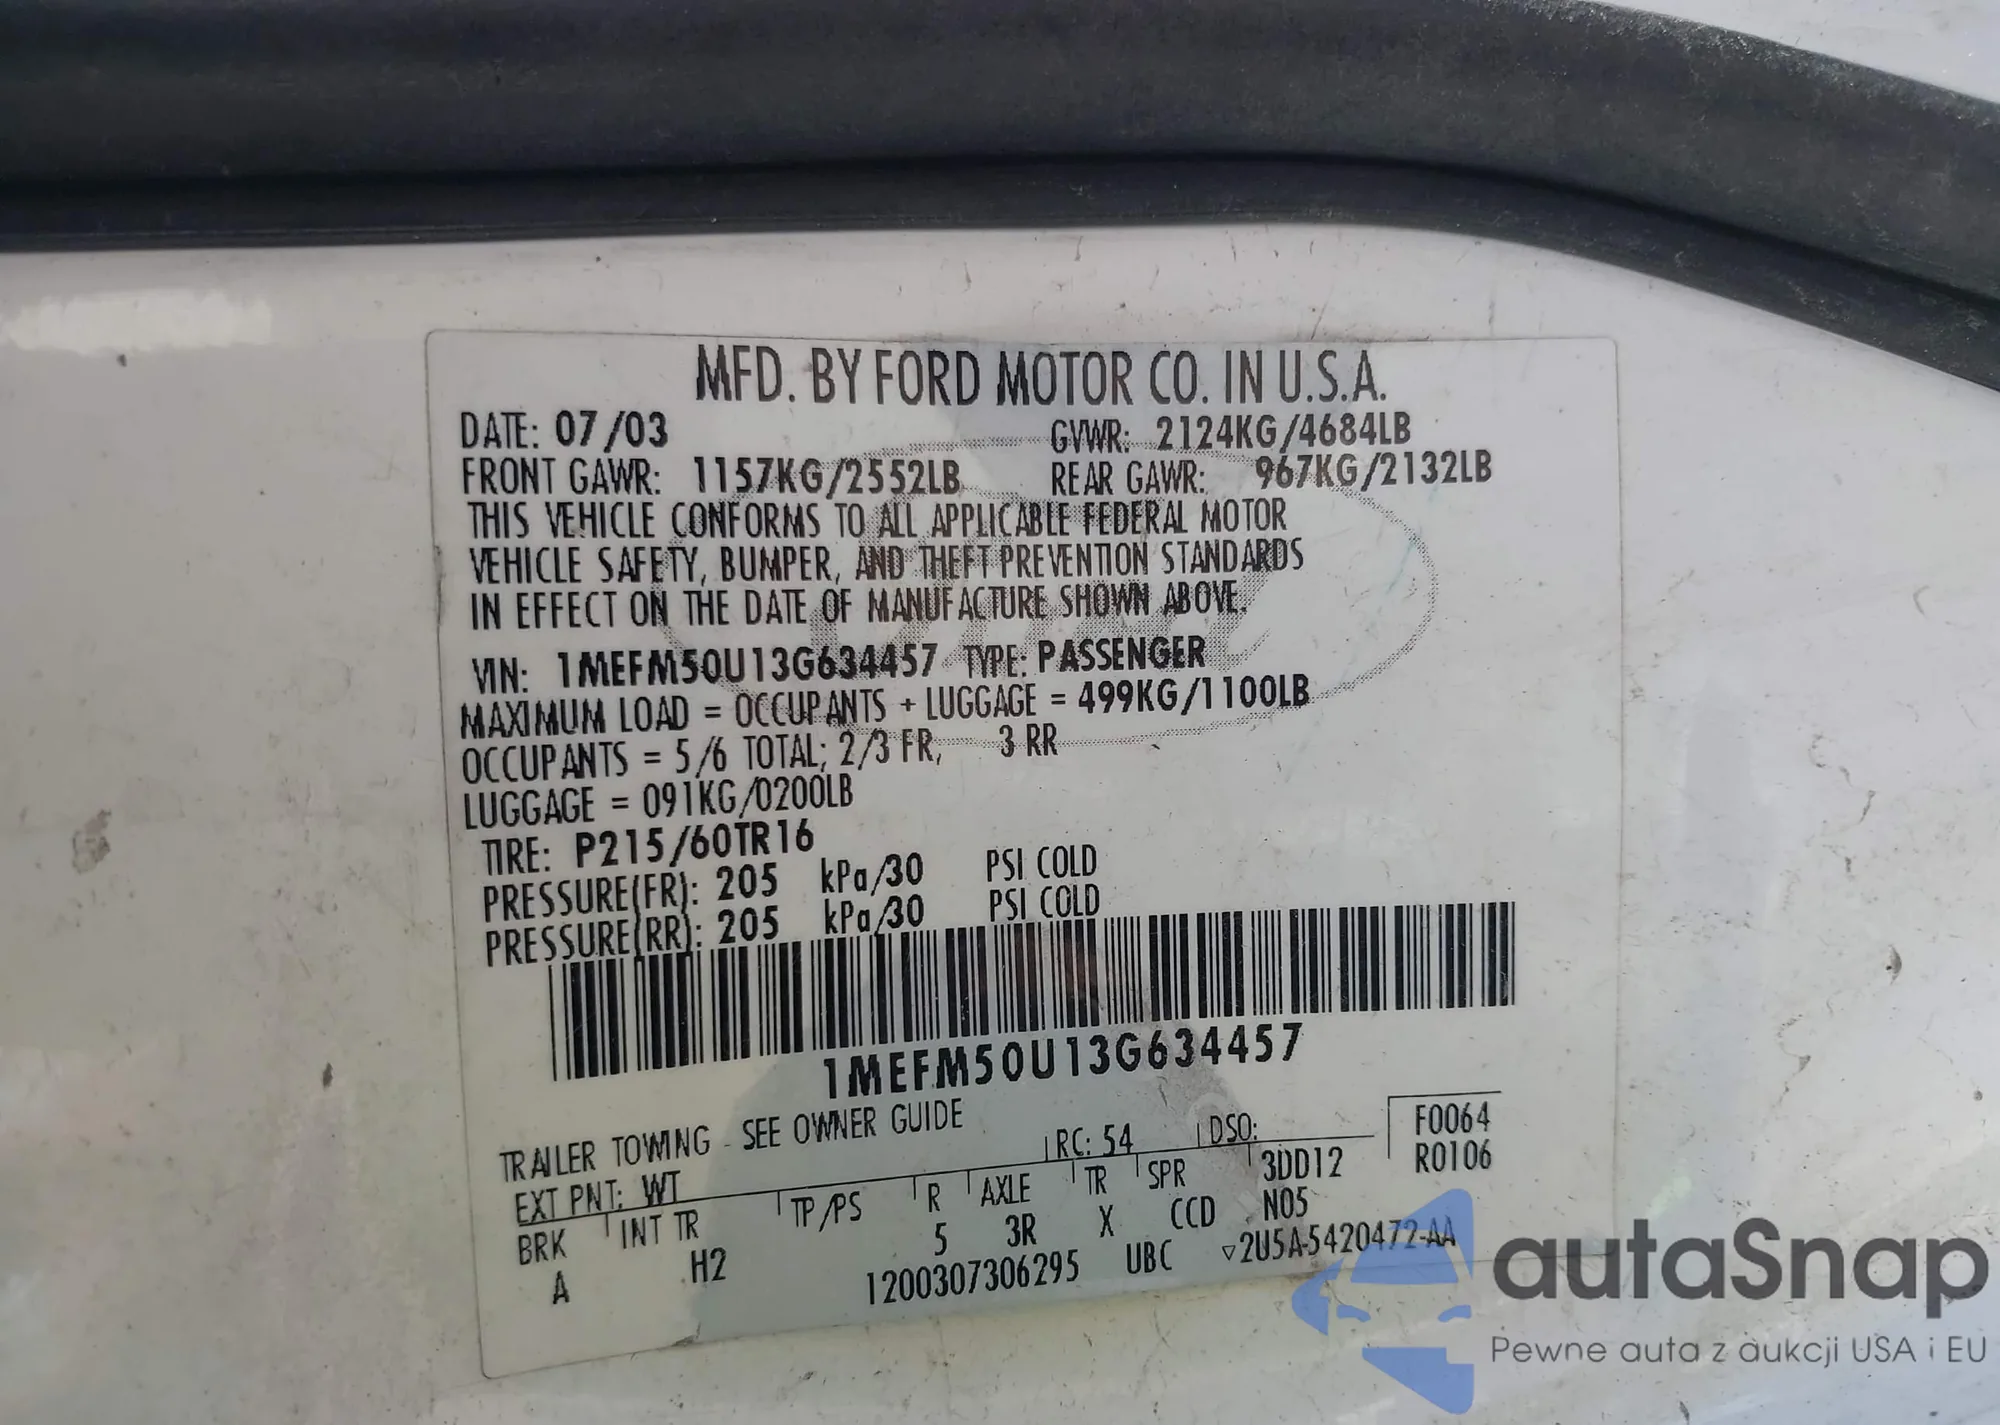 MFD. BY FORD MOTOR CO. IN U.S.A.
DATE: 07/03 GVWR: 2124KG/4684LB
FRONT GAWR: 1157KG/2552LB REAR GAWR: 967KG/2132LB
THIS VEHICLE CONFORMS TO ALL APPLICABLE FEDERAL MOTOR
VEHICLE SAFETY, BUMPER, AND THEFT PREVENTION STANDARDS
IN EFFECT ON THE DATE OF MANUFACTURE SHOWN ABOVE.
VIN: 1MEFM50U13G634457 TYPE: PASSENGER
MAXIMUM LOAD = OCCUPANTS + LUGGAGE = 499KG/1100LB
OCCUPANTS = 5/6 TOTAL; 2/3 FR, 3 RR
LUGGAGE = 091KG/0200LB
TIRE: P215/60TR16
PRESSURE(FR): 205 kPa/30 PSI COLD
PRESSURE(RR): 205 kPa/30 PSI COLD
1MEFM50U13G634457
TRAILER TOWING - SEE OWNER GUIDE
EXT PNT: WT RC: 54 DSO: F0064
R0106
BRK INT TR TP/PS R AXLE TR SPR 3DD12
A H2 5 3R X CCD N05
1200307306295 UBC ▽2U5A-5420472-AA
autaSnap
Pewne auta z aukcji USA i EU